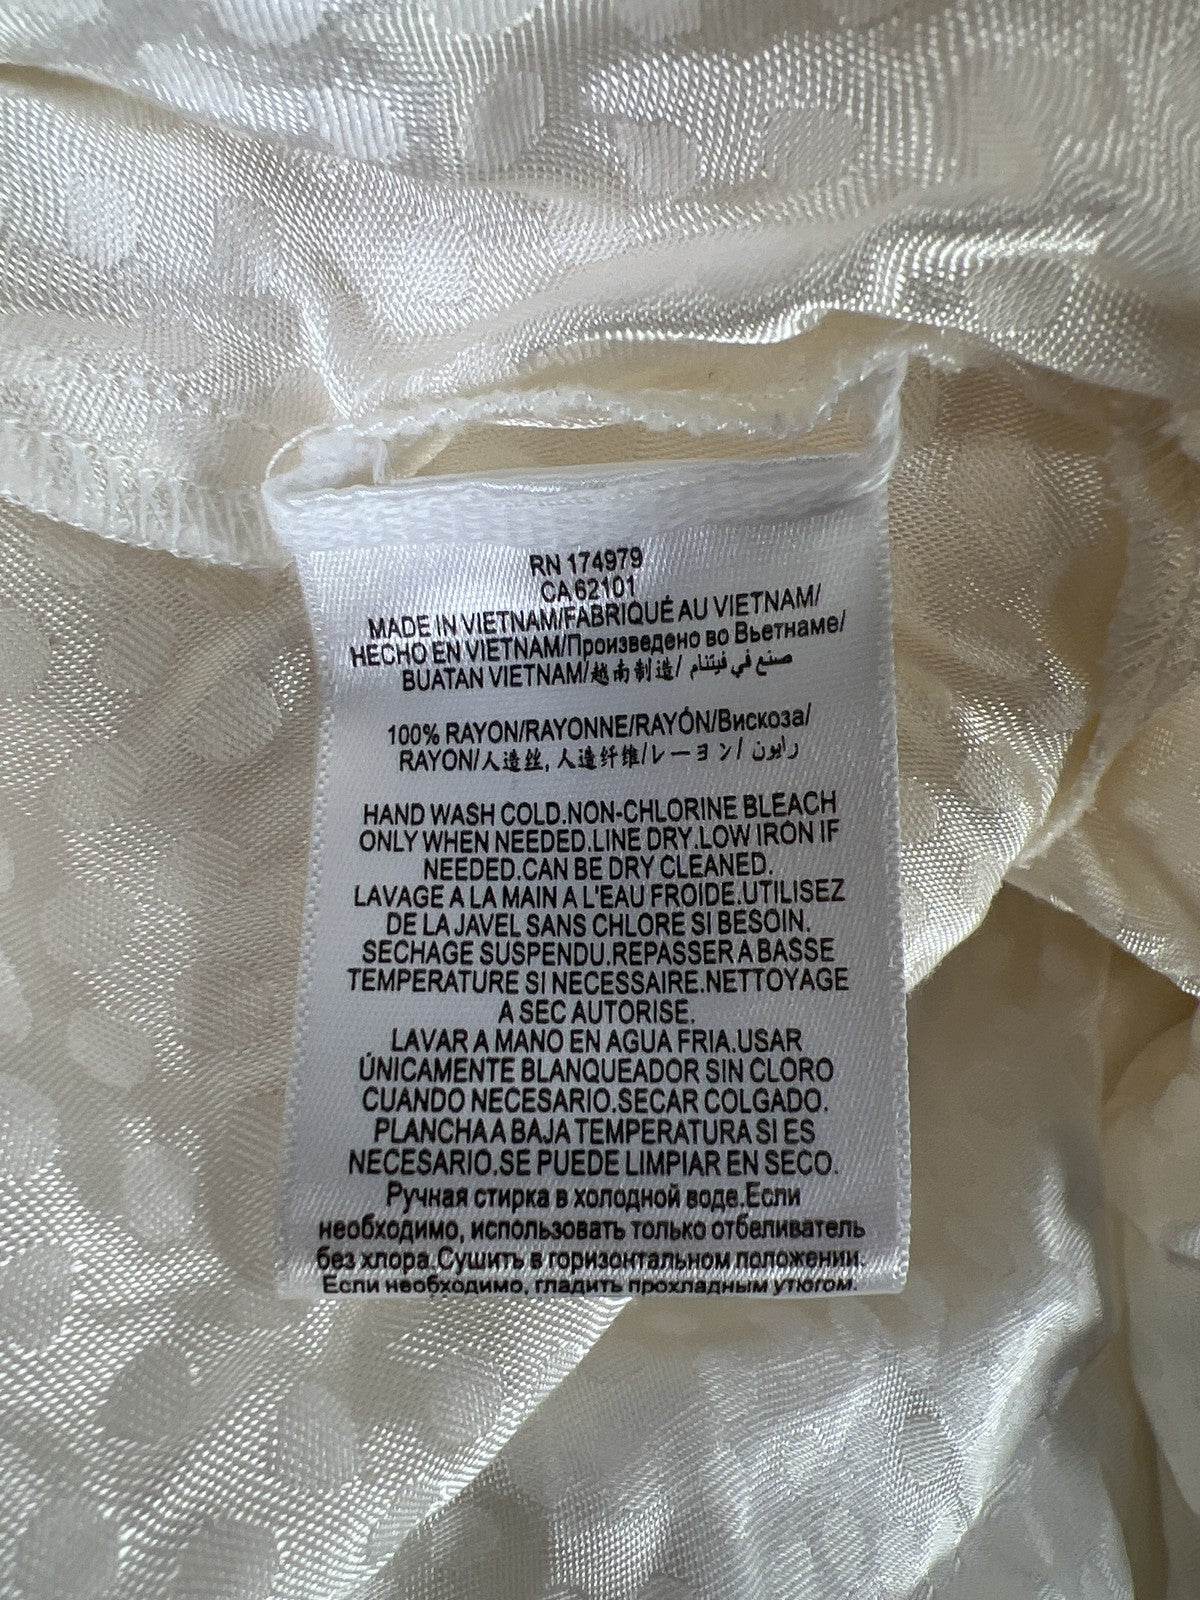 RN 174979
CA 62101
MADE IN VIETNAM/FABRIQUÉ AU VIETNAM/
HECHO EN VIETNAM/Произведено во Вьетнаме/
BUATAN VIETNAM/越南制造/ صنع في فيتنام
100% RAYON/RAYONNE/RAYÓN/Вискоза/
RAYON/人造丝, 人造纤维/レーヨン/ رايون
HAND WASH COLD.NON-CHLORINE BLEACH
ONLY WHEN NEEDED.LINE DRY.LOW IRON IF
NEEDED.CAN BE DRY CLEANED.
LAVAGE A LA MAIN A L'EAU FROIDE.UTILISEZ
DE LA JAVEL SANS CHLORE SI BESOIN.
SECHAGE SUSPENDU.REPASSER A BASSE
TEMPERATURE SI NECESSAIRE.NETTOYAGE
A SEC AUTORISE.
LAVAR A MANO EN AGUA FRIA.USAR
ÚNICAMENTE BLANQUEADOR SIN CLORO
CUANDO NECESARIO.SECAR COLGADO.
PLANCHA A BAJA TEMPERATURA SI ES
NECESARIO.SE PUEDE LIMPIAR EN SECO.
Ручная стирка в холодной воде.Если
необходимо, использовать только отбеливатель
без хлора.Сушить в горизонтальном положении.
Если необходимо, гладить прохладным утюгом.